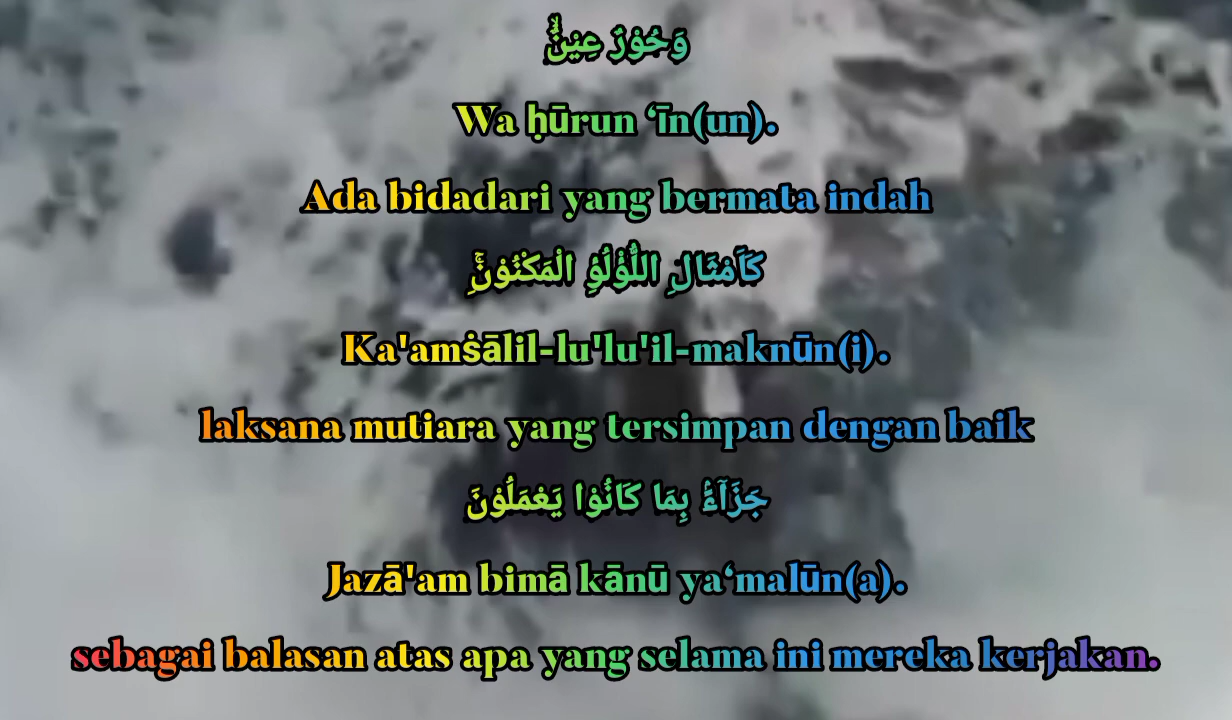 وَحُوْرٌ عِيْنٌۙ
Wa ḥūrun ‘īn(un).
Ada bidadari yang bermata indah
كَاَمْثَالِ اللُّؤْلُؤِ الْمَكْنُوْنِۚ
Ka'amṡālil-lu'lu'il-maknūn(i).
laksana mutiara yang tersimpan dengan baik
جَزَاۤءً بِمَا كَانُوْا يَعْمَلُوْنَ
Jazā'am bimā kānū ya‘malūn(a).
sebagai balasan atas apa yang selama ini mereka kerjakan.